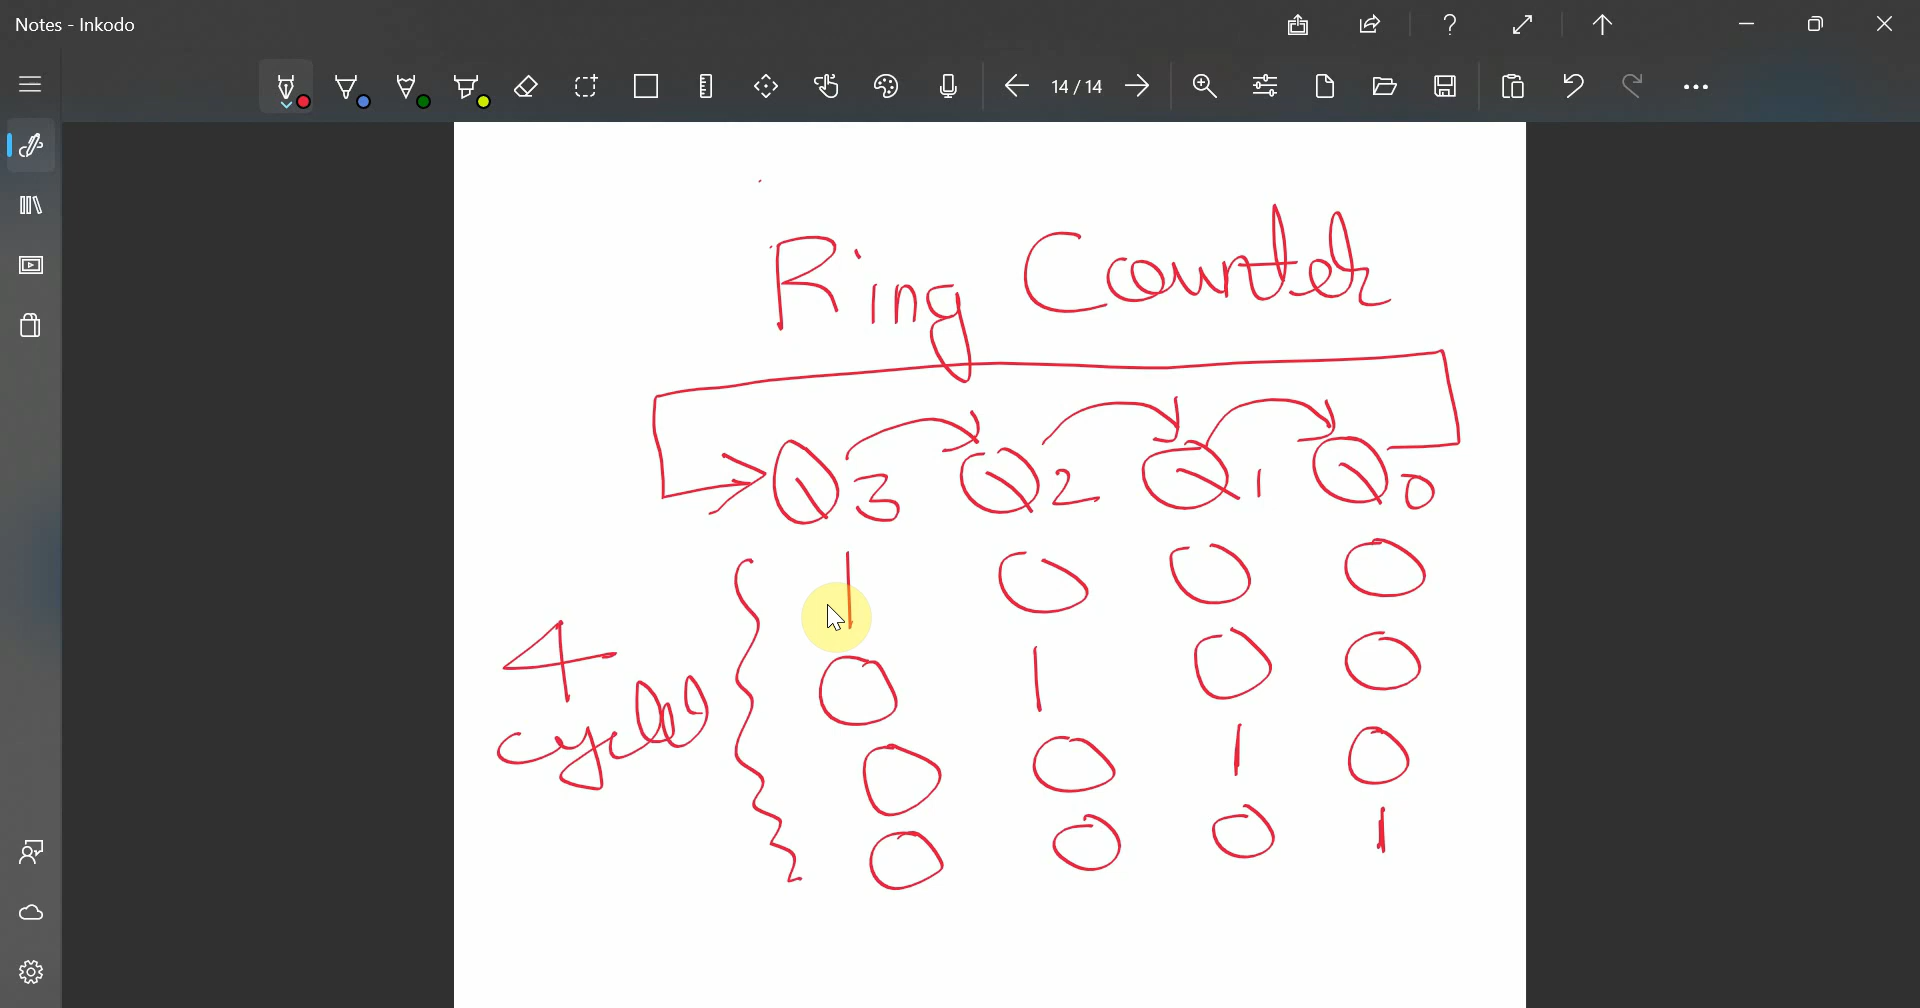 Notes - Inkodo
14 / 14
Ring Counter
Q3 Q2 Q1 Q0
1 0 0 0
0 1 0 0
0 0 1 0
0 0 0 1
4